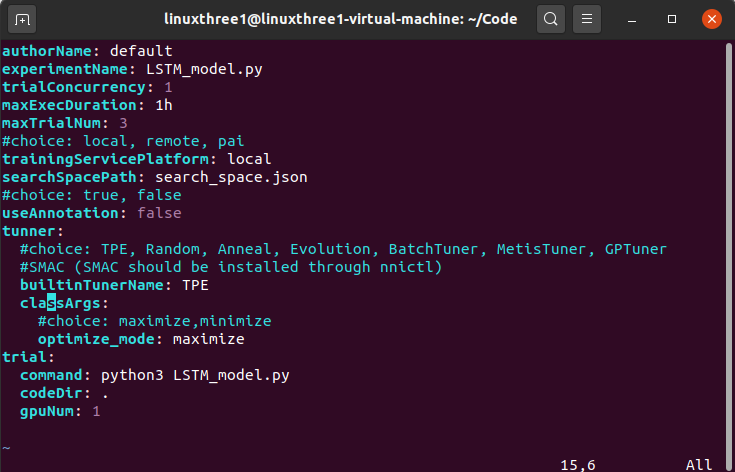 linuxthree1@linuxthree1-virtual-machine: ~/Code
authorName: default
experimentName: LSTM_model.py
trialConcurrency: 1
maxExecDuration: 1h
maxTrialNum: 3
#choice: local, remote, pai
trainingServicePlatform: local
searchSpacePath: search_space.json
#choice: true, false
useAnnotation: false
tunner:
  #choice: TPE, Random, Anneal, Evolution, BatchTuner, MetisTuner, GPTuner
  #SMAC (SMAC should be installed through nnictl)
  builtinTunerName: TPE
  classArgs:
    #choice: maximize,minimize
    optimize_mode: maximize
trial:
  command: python3 LSTM_model.py
  codeDir: .
  gpuNum: 1
~
15,6 All